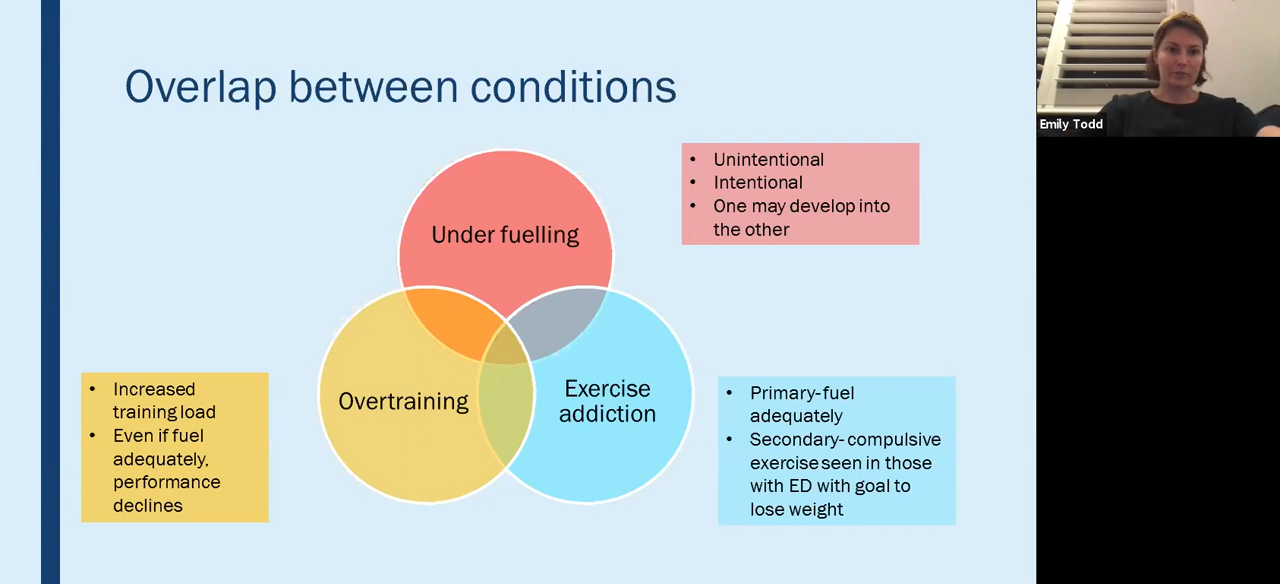 Overlap between conditions
Emily Todd
• Unintentional
• Intentional
• One may develop into
the other
Under fuelling
Overtraining
Exercise
addiction
• Increased
training load
• Even if fuel
adequately,
performance
declines
• Primary-fuel
adequately
• Secondary- compulsive
exercise seen in those
with ED with goal to
lose weight